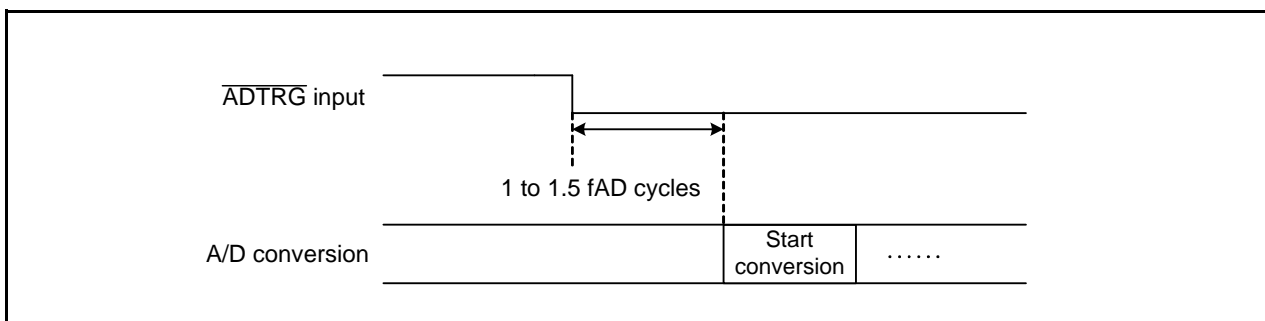 ADTRG input
1 to 1.5 fAD cycles
A/D conversion
Start
conversion
......